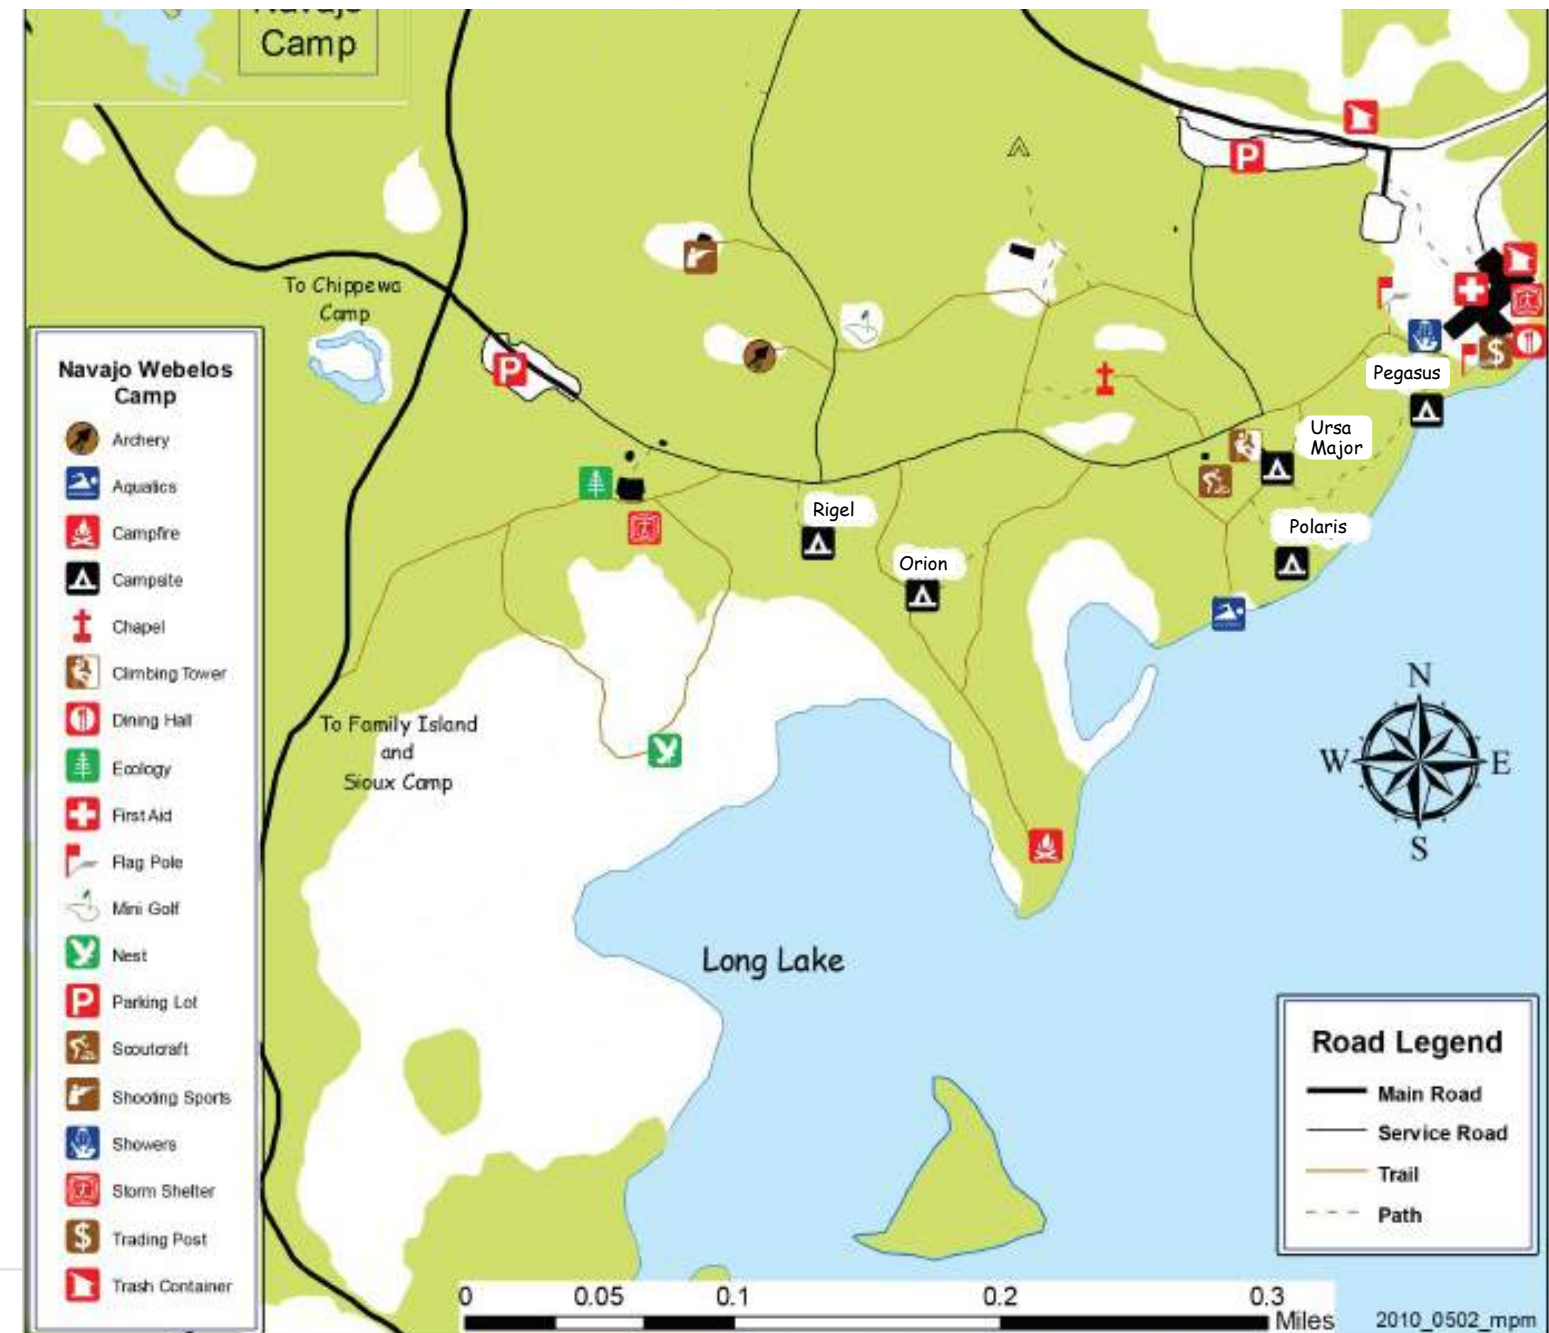 Navajo
Camp
To Chippewa
Camp
Navajo Webelos
Camp
Archery
Aquatics
Campfire
Campsite
Chapel
Climbing Tower
Dining Hall
Ecology
First Aid
Flag Pole
Mini Golf
Nest
Parking Lot
Scoutcraft
Shooting Sports
Showers
Storm Shelter
Trading Post
Trash Container
P
P
P
$
$
Pegasus
Ursa
Major
Rigel
Polaris
Orion
To Family Island
and
Sioux Camp
N
W
E
S
Long Lake
Road Legend
Main Road
Service Road
Trail
Path
0 0.05 0.1 0.2 0.3
Miles
2010_0502_mpm